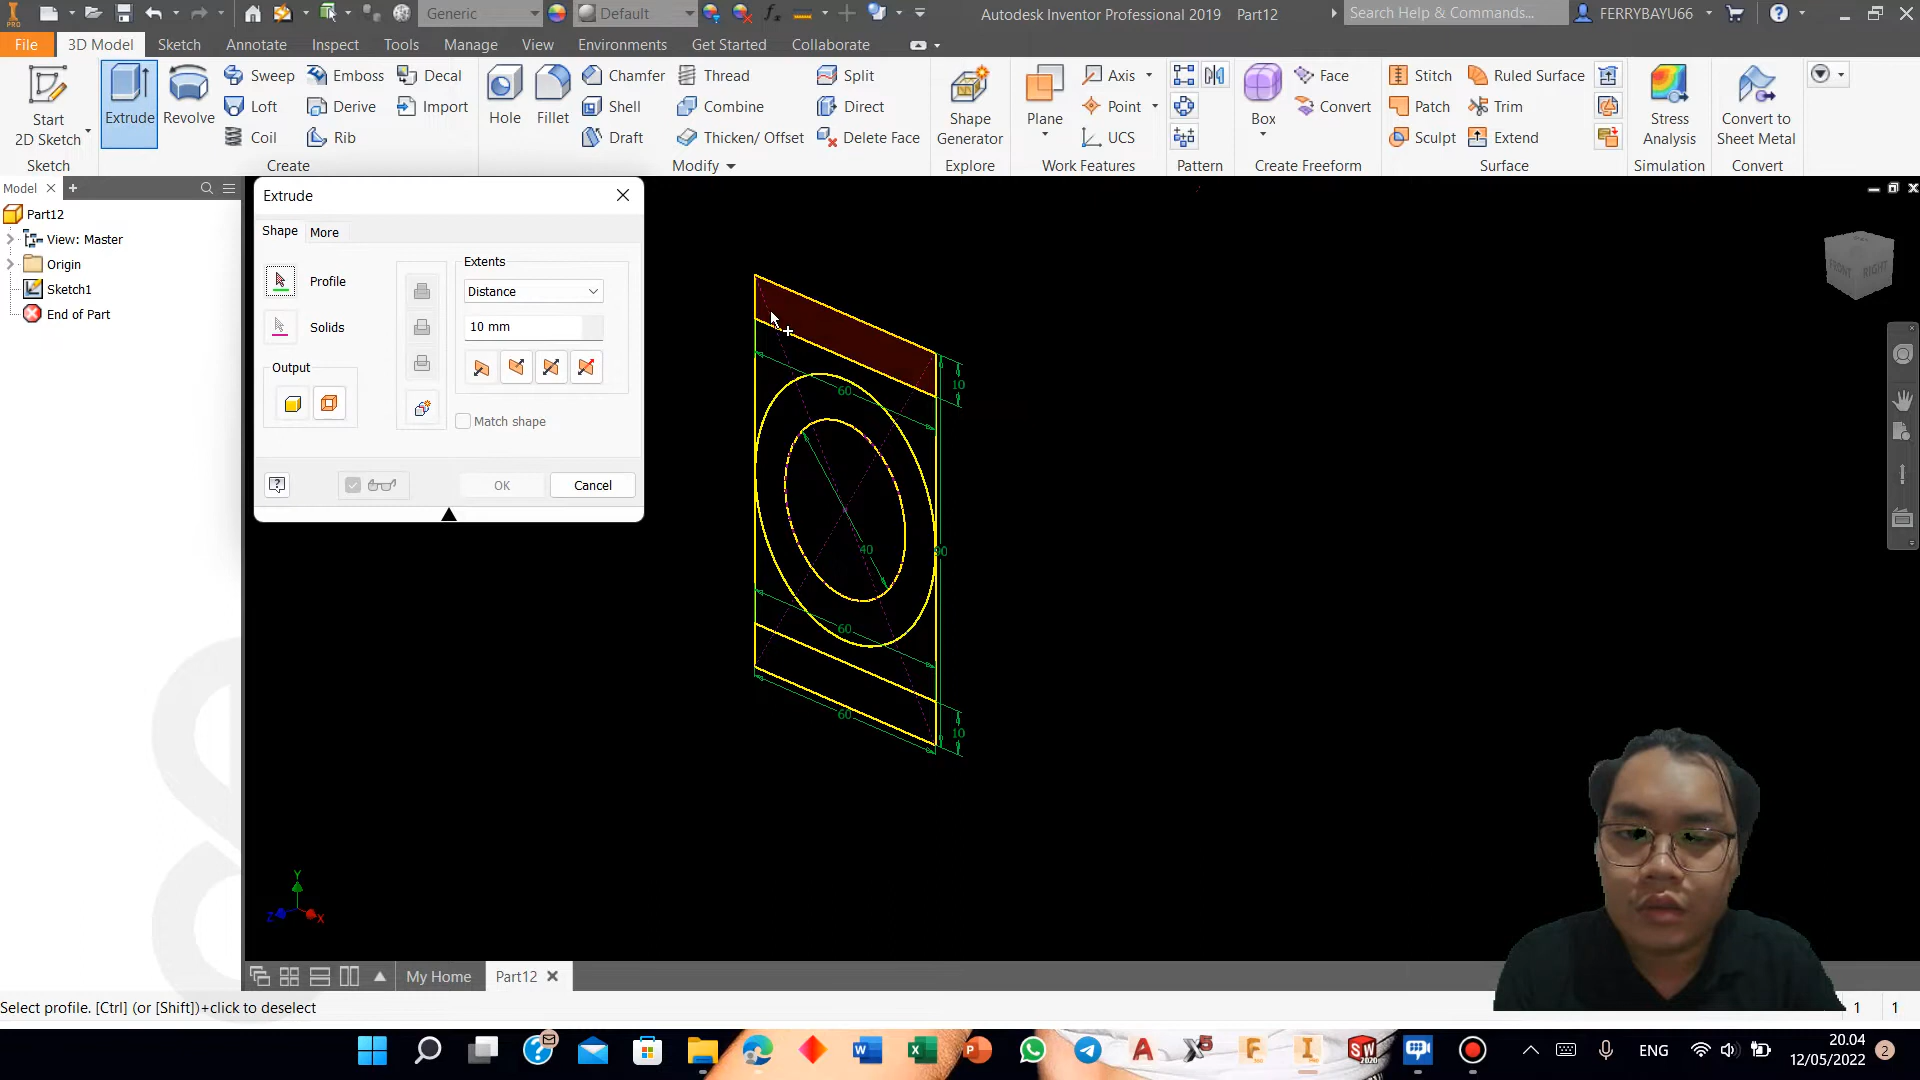 Generic
Default
Autodesk Inventor Professional 2019 Part12
Search Help & Commands...
FERRYBAYU66
File
3D Model
Sketch
Annotate
Inspect
Tools
Manage
View
Environments
Get Started
Collaborate
Start
2D Sketch
Extrude
Revolve
Sweep
Loft
Coil
Emboss
Derive
Rib
Decal
Import
Hole
Fillet
Chamfer
Shell
Draft
Thread
Combine
Thicken/ Offset
Split
Direct
Delete Face
Shape
Generator
Plane
Axis
Point
UCS
Box
Face
Convert
Stitch
Patch
Sculpt
Ruled Surface
Trim
Extend
Stress
Analysis
Convert to
Sheet Metal
Sketch
Create
Modify
Explore
Work Features
Pattern
Create Freeform
Surface
Simulation
Convert
Model
Part12
View: Master
Origin
Sketch1
End of Part
Extrude
Shape
More
Profile
Solids
Output
Extents
Distance
10 mm
Match shape
OK
Cancel
FRONT
RIGHT
10
60
40
90
60
10
60
Y
Z
X
My Home
Part12
Select profile. [Ctrl] (or [Shift])+click to deselect
1
1
ENG
20.04
12/05/2022
2